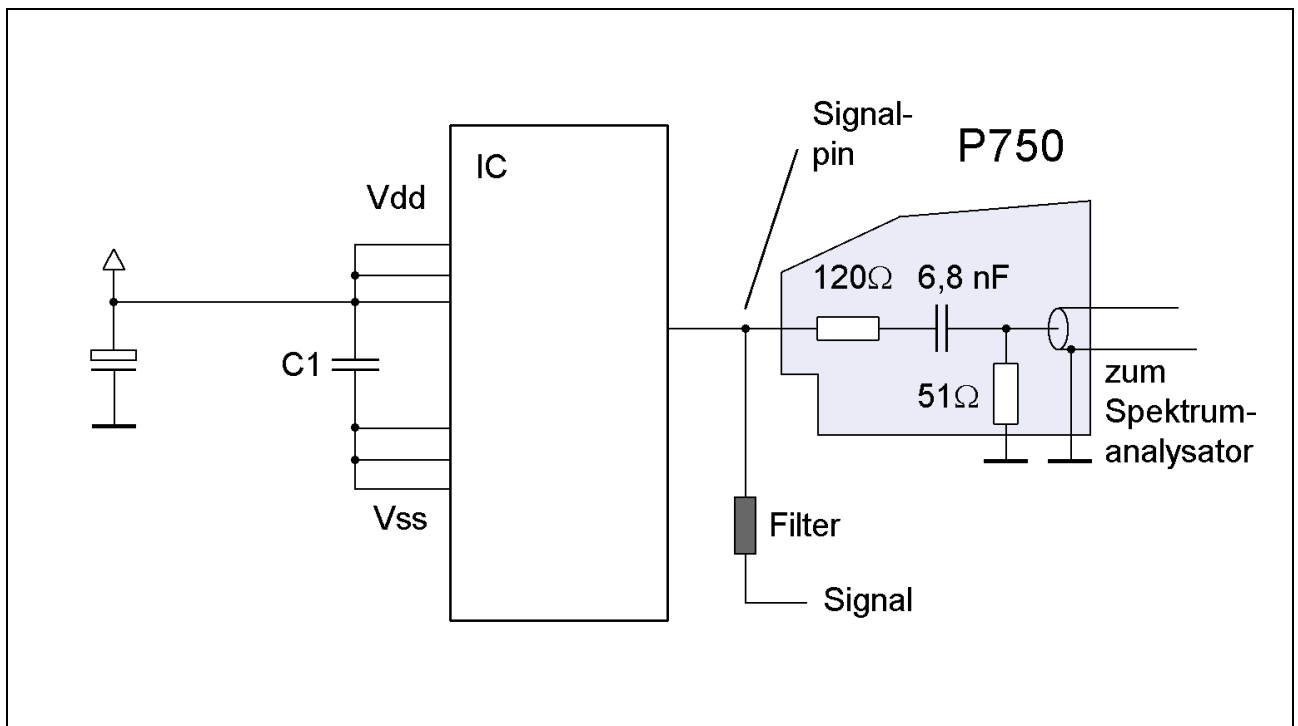 Signal-
pin
P750
IC
Vdd
120Ω
6,8 nF
C1
51Ω
zum
Spektrum-
analysator
Vss
Filter
Signal